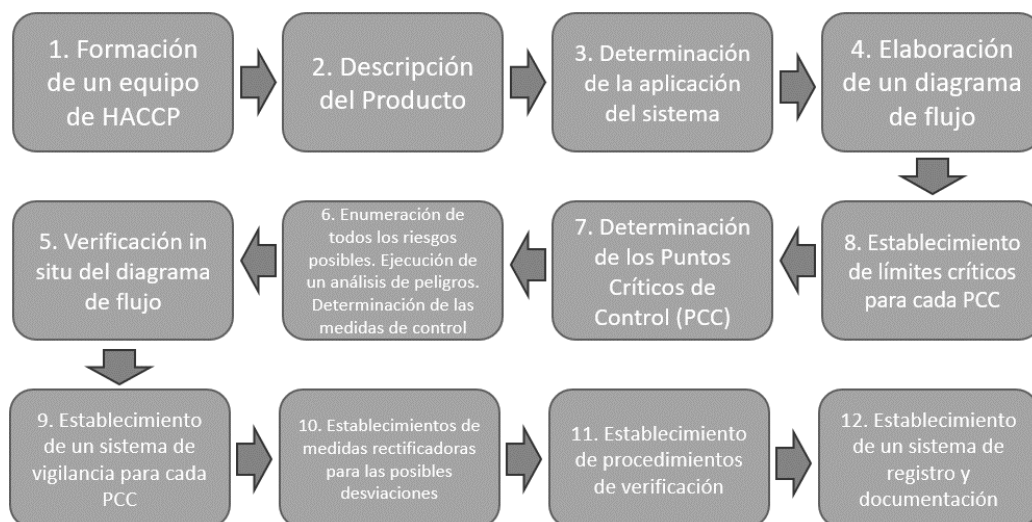 1. Formación
de un equipo
de HACCP
2. Descripción
del Producto
3. Determinación
de la aplicación
del sistema
4. Elaboración
de un diagrama
de flujo
5. Verificación in
situ del diagrama
de flujo
6. Enumeración de
todos los riesgos
posibles. Ejecución de
un análisis de peligros.
Determinación de las
medidas de control
7. Determinación
de los Puntos
Críticos de
Control (PCC)
8. Establecimiento
de límites críticos
para cada PCC
9. Establecimiento
de un sistema de
vigilancia para cada
PCC
10. Establecimientos de
medidas rectificadoras
para las posibles
desviaciones
11. Establecimiento
de procedimientos
de verificación
12. Establecimiento
de un sistema de
registro y
documentación